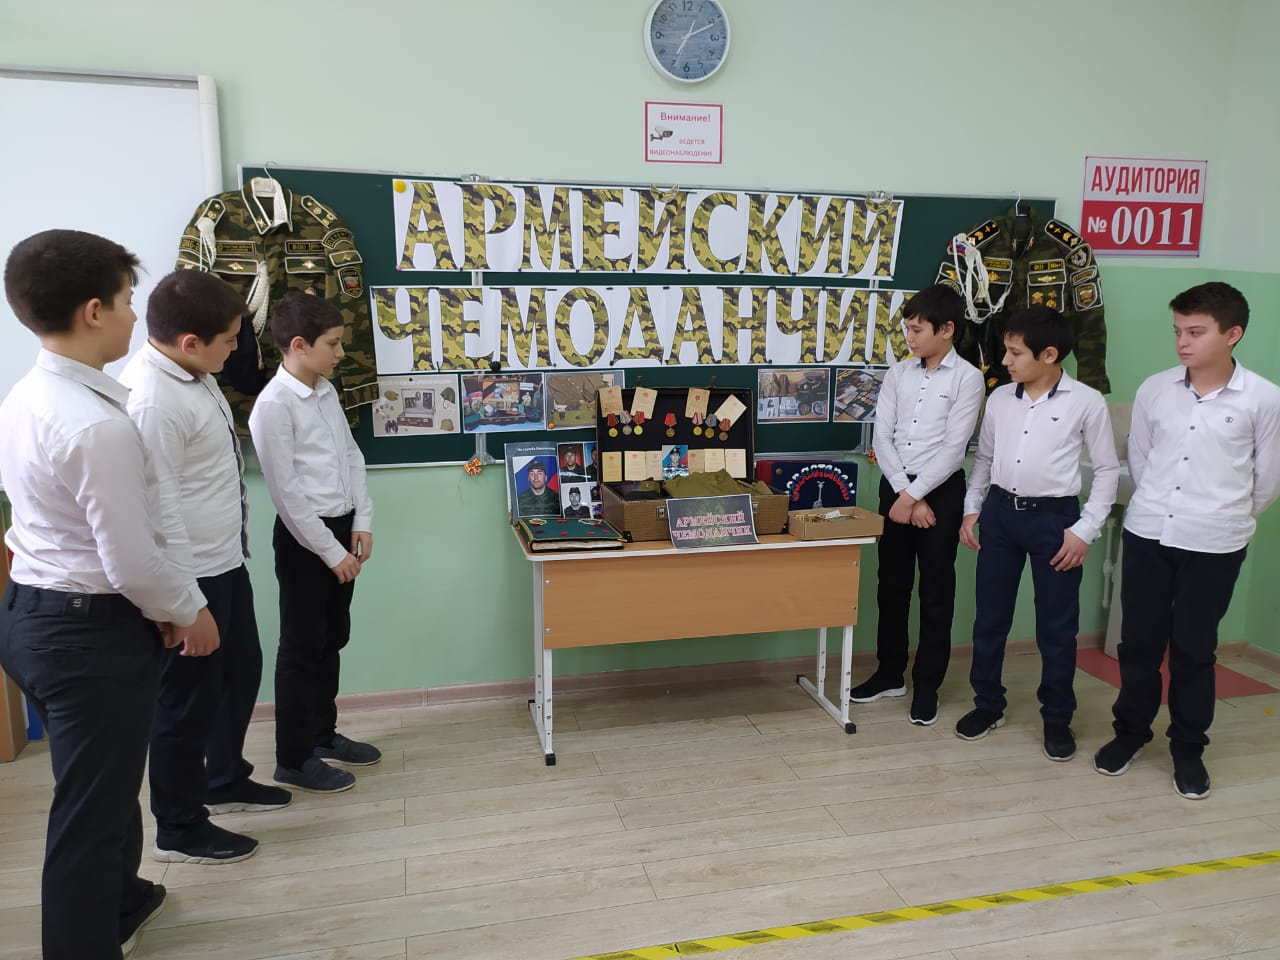 Внимание!
ВЕДЕТСЯ
ВИДЕОНАБЛЮДЕНИЕ
АРМЕЙСКИЙ
ЧЕМОДАНЧИК
АУДИТОРИЯ
№ 0011
АРМЕЙСКИЙ
ЧЕМОДАНЧИК